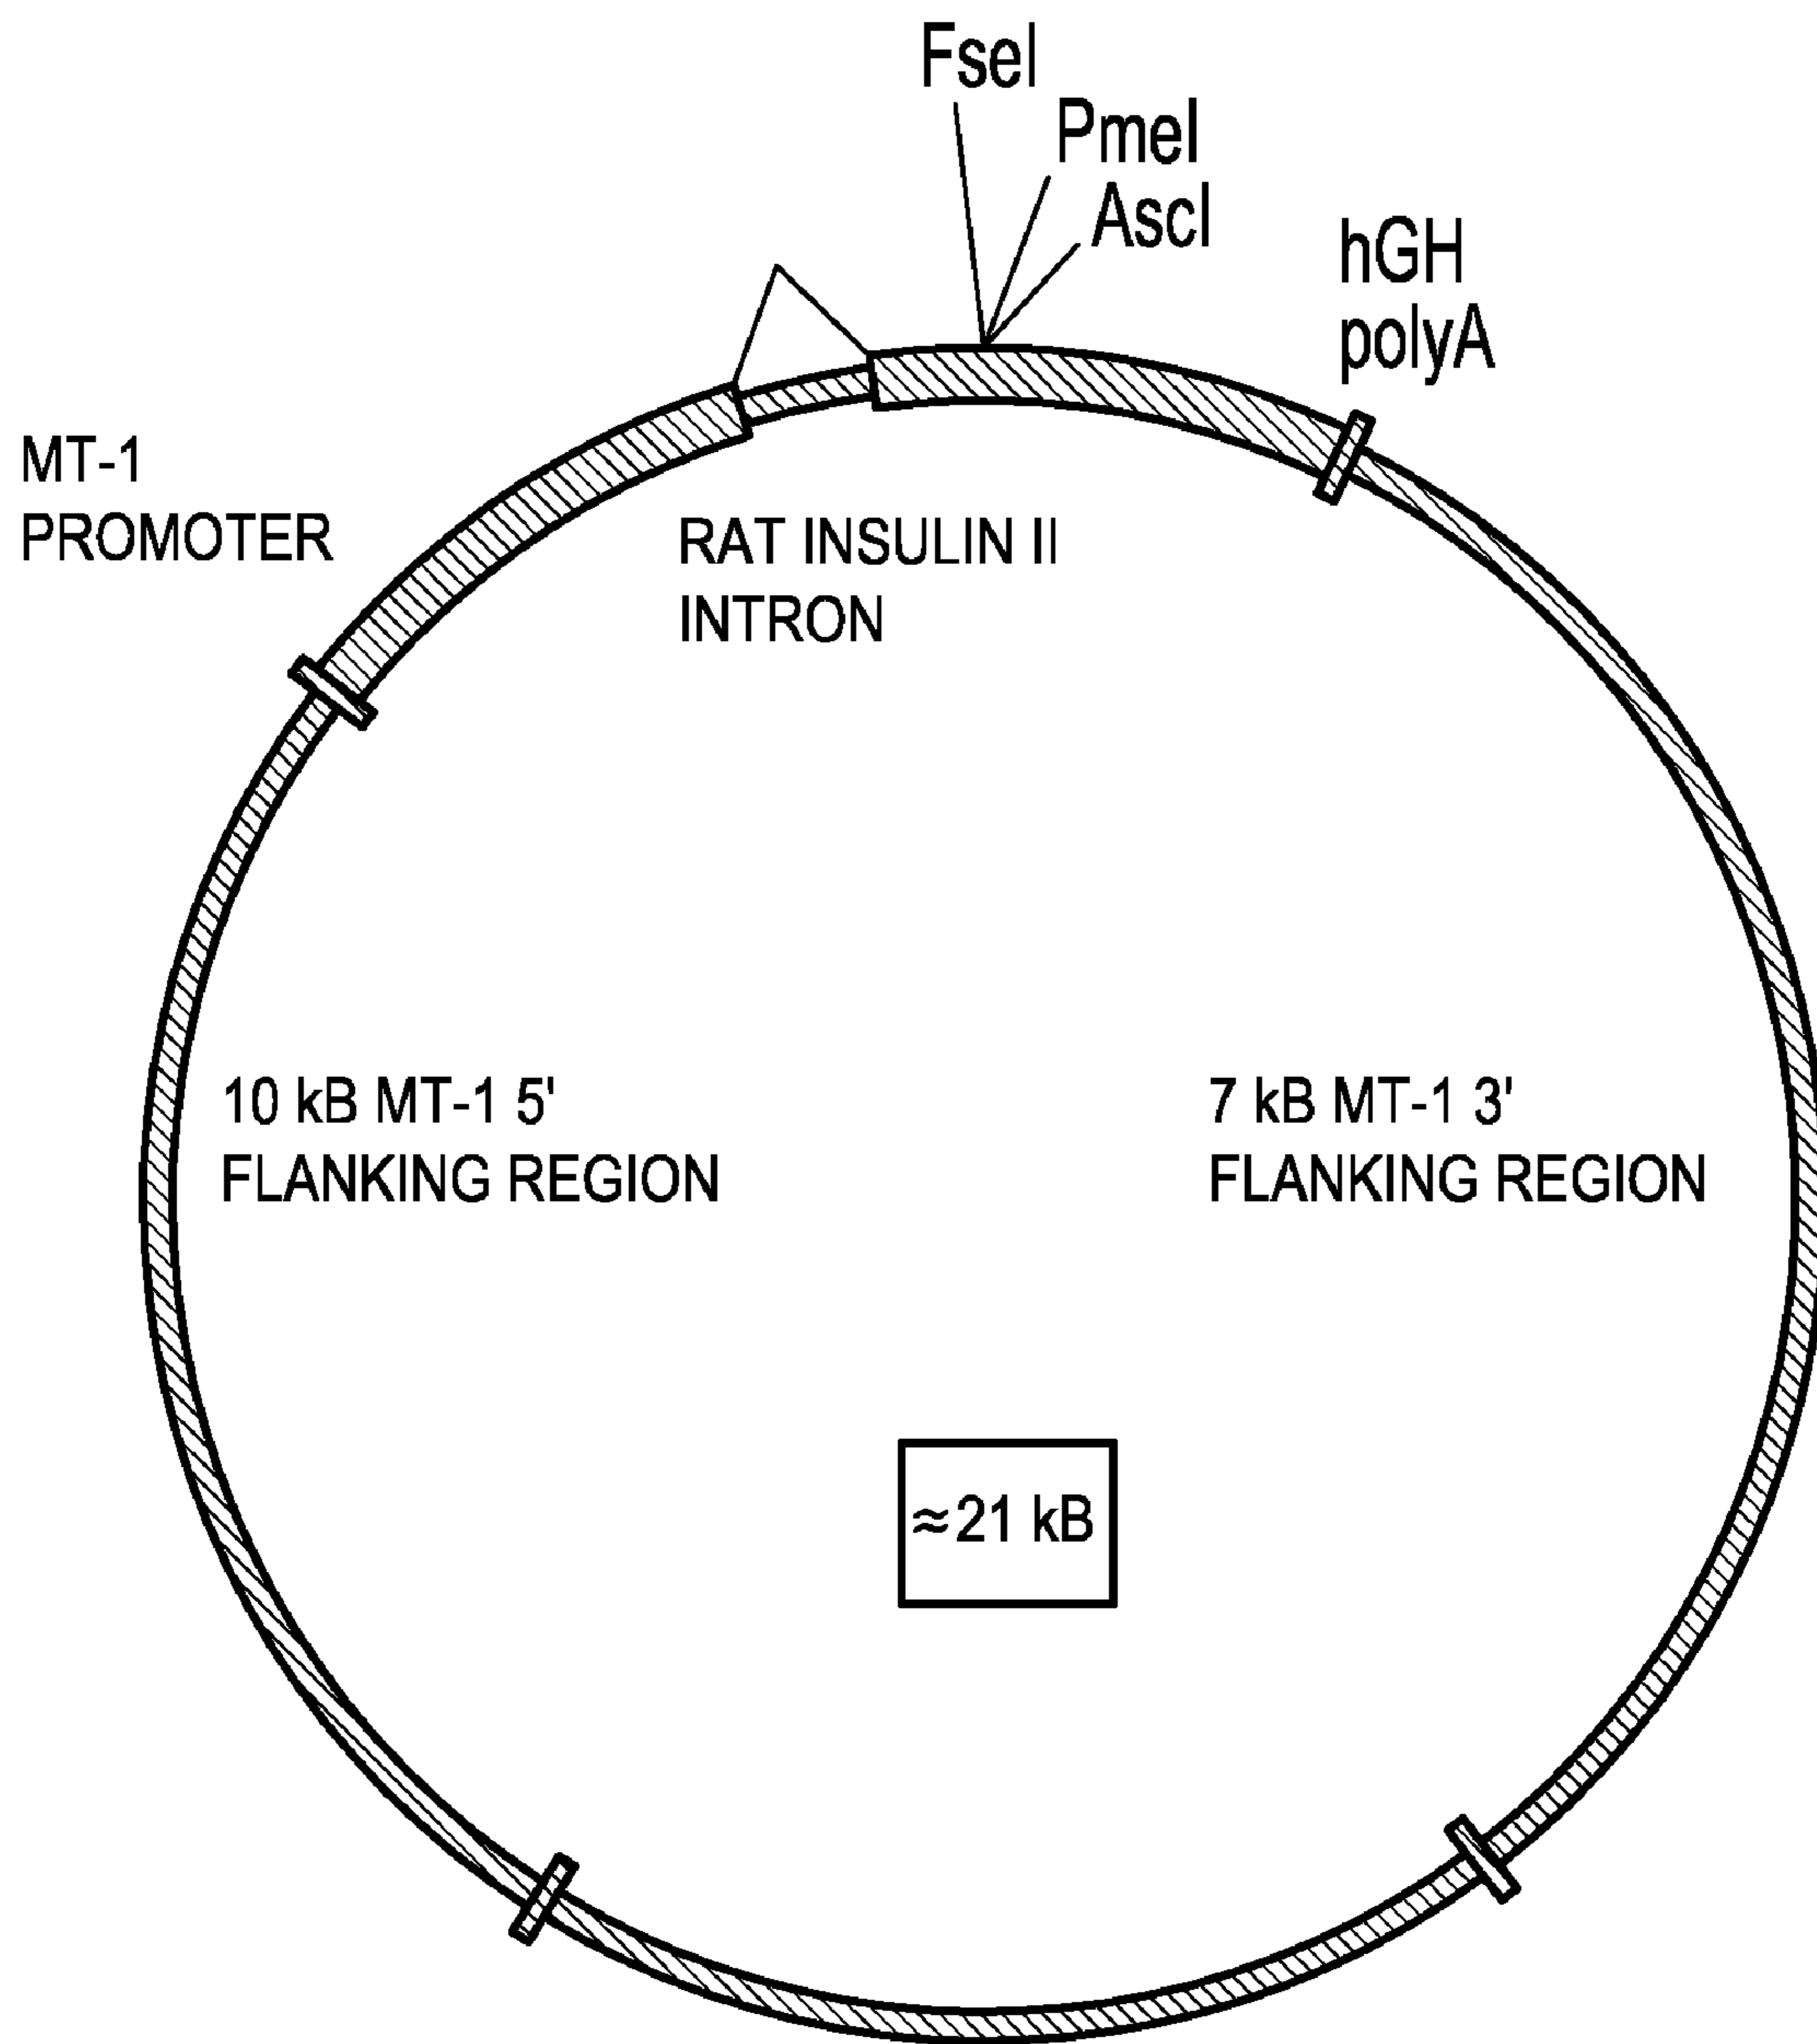 FseI
PmeI
AscI
hGH
polyA
MT-1
PROMOTER
RAT INSULIN II
INTRON
10 kB MT-1 5'
FLANKING REGION
7 kB MT-1 3'
FLANKING REGION
≈21 kB